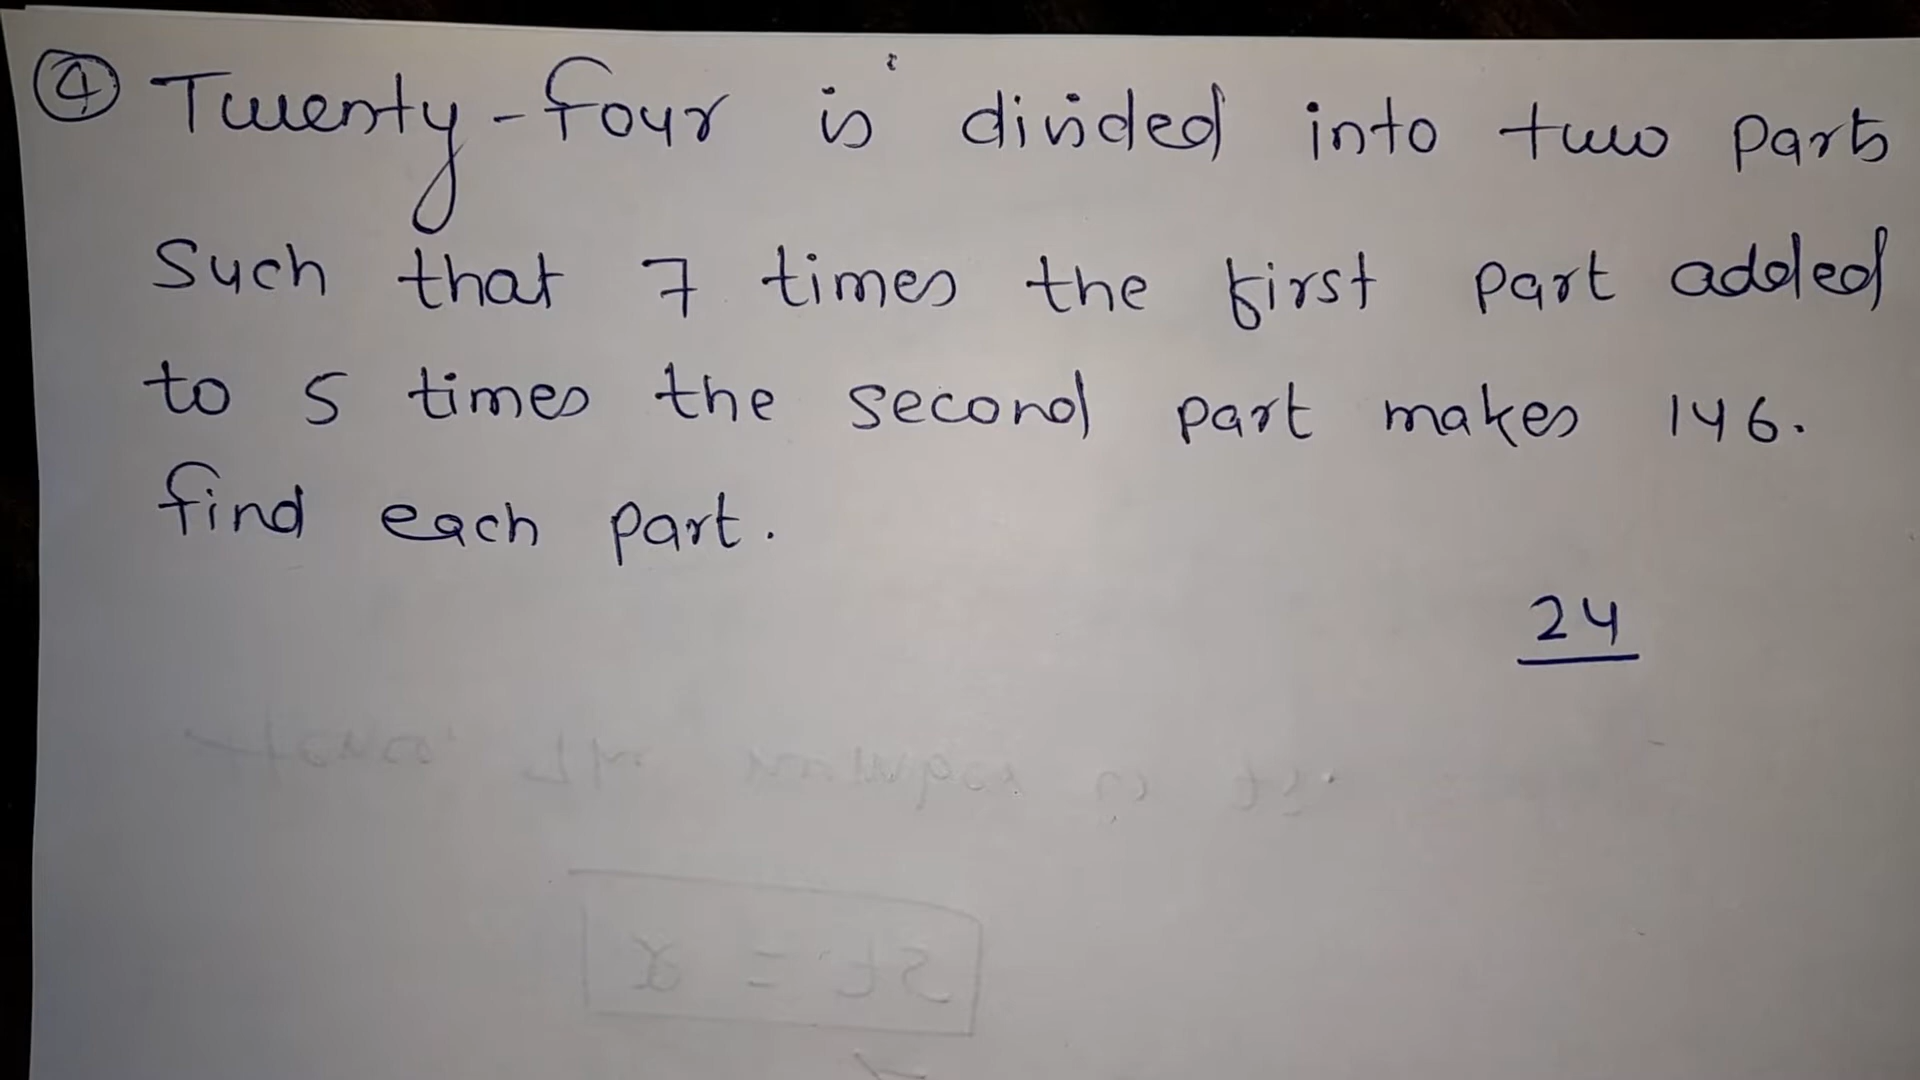 ④ Twenty-four is divided into two parts
Such that 7 times the first part added
to 5 times the second part makes 146.
find each part.
24